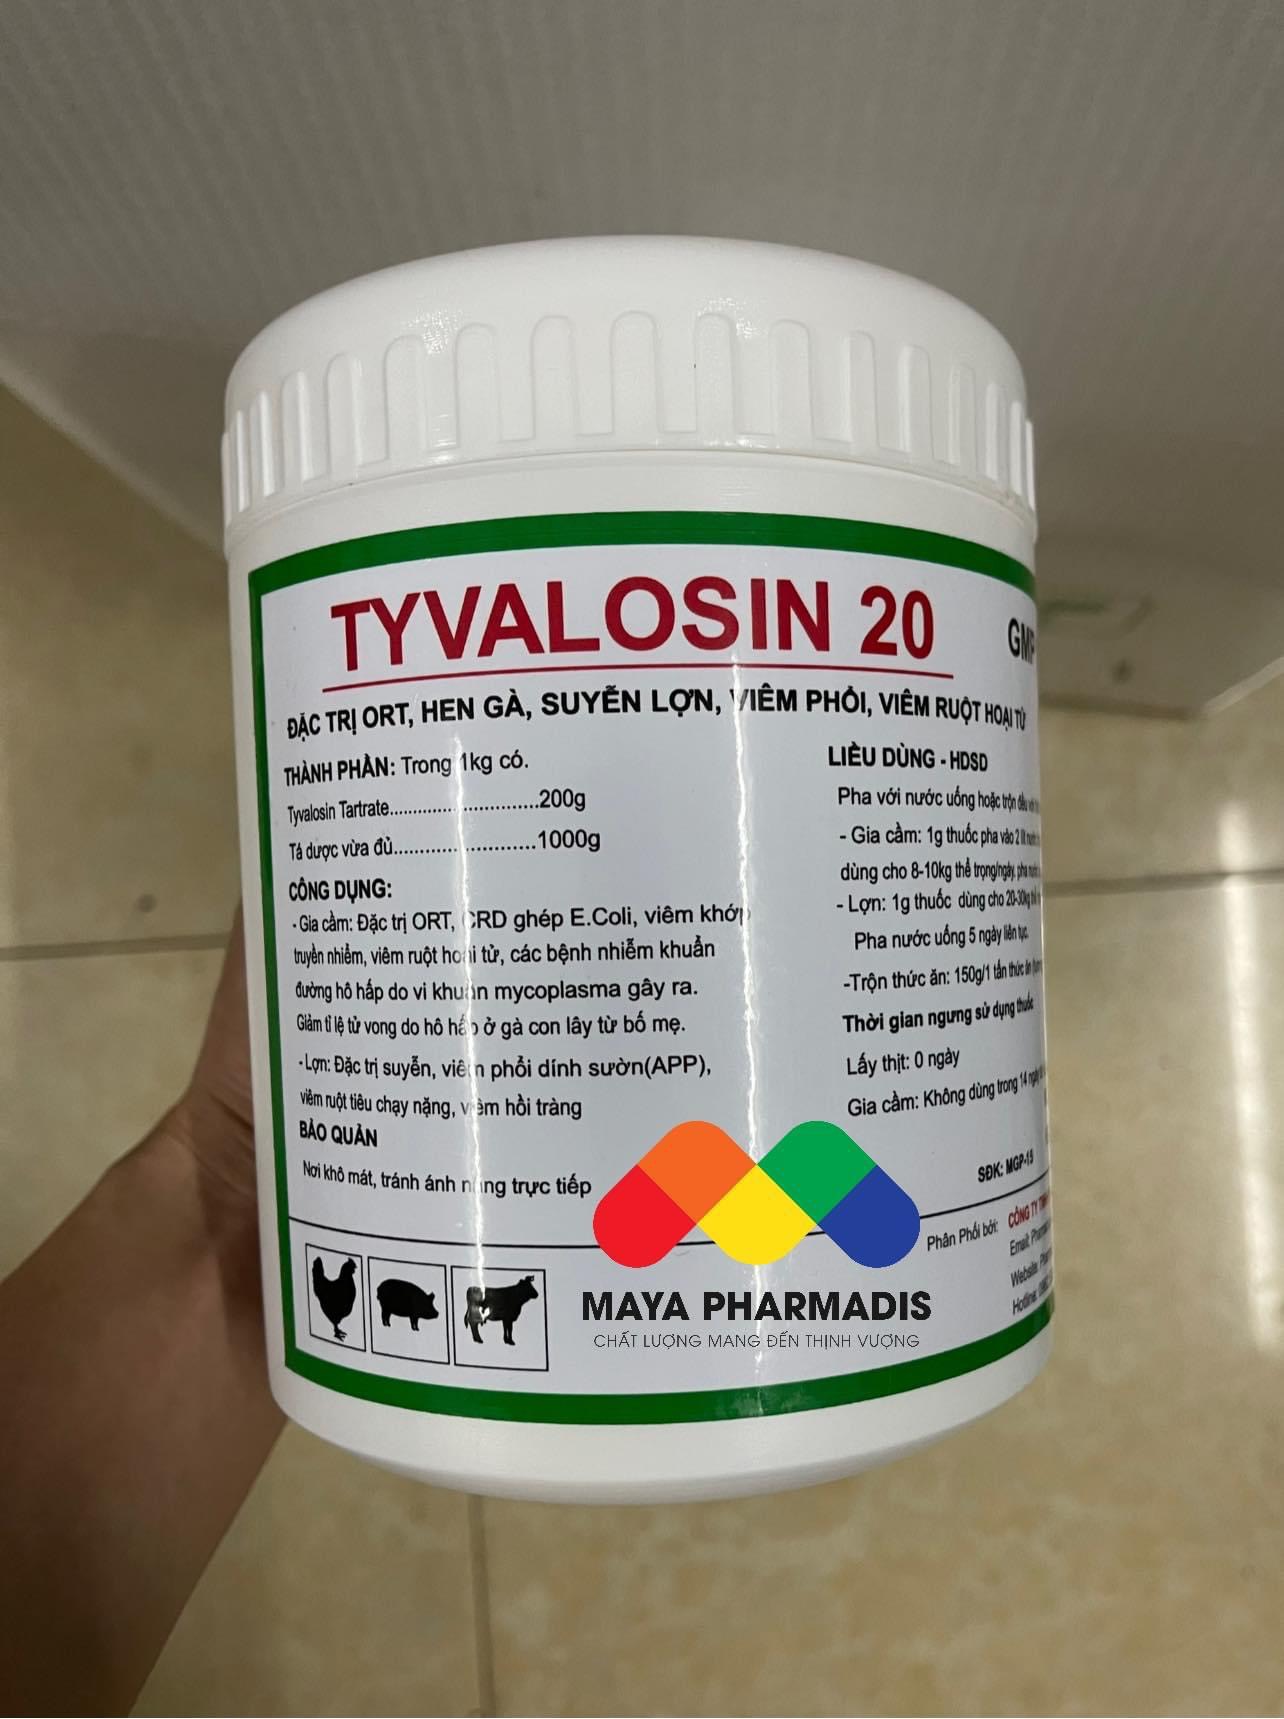 TYVALOSIN 20
ĐẶC TRỊ ORT, HEN GÀ, SUYỄN LỢN, VIÊM PHỔI, VIÊM RUỘT HOẠI TỬ
THÀNH PHẦN: Trong 1kg có.
Tyvalosin Tartrate.............................200g
Tá dược vừa đủ.........................1000g
CÔNG DỤNG:
- Gia cầm: Đặc trị ORT, CRD ghép E.Coli, viêm khớp
truyền nhiễm, viêm ruột hoại tử, các bệnh nhiễm khuẩn
đường hô hấp do vi khuẩn mycoplasma gây ra.
Giảm tỉ lệ tử vong do hô hấp ở gà con lây từ bố mẹ.
- Lợn: Đặc trị suyễn, viêm phổi dính sườn(APP),
viêm ruột tiêu chạy nặng, viêm hồi tràng
BẢO QUẢN
Nơi khô mát, tránh ánh nắng trực tiếp
GMP
LIỀU DÙNG - HDSD
Pha với nước uống hoặc trộn đều với
- Gia cầm: 1g thuốc pha vào 2 lít nước
dùng cho 8-10kg thể trọng/ngày, pha
- Lợn: 1g thuốc dùng cho 20-30kg thể
Pha nước uống 5 ngày liên tục.
-Trộn thức ăn: 150g/1 tấn thức ăn
Thời gian ngưng sử dụng thuốc
Lấy thịt: 0 ngày
Gia cầm: Không dùng trong 14 ngày
SĐK: MGP-15
Phân Phối bởi: CÔNG TY TNHH
Email:
Website:
Hotline:
MAYA PHARMADIS
CHẤT LƯỢNG MANG ĐẾN THỊNH VƯỢNG